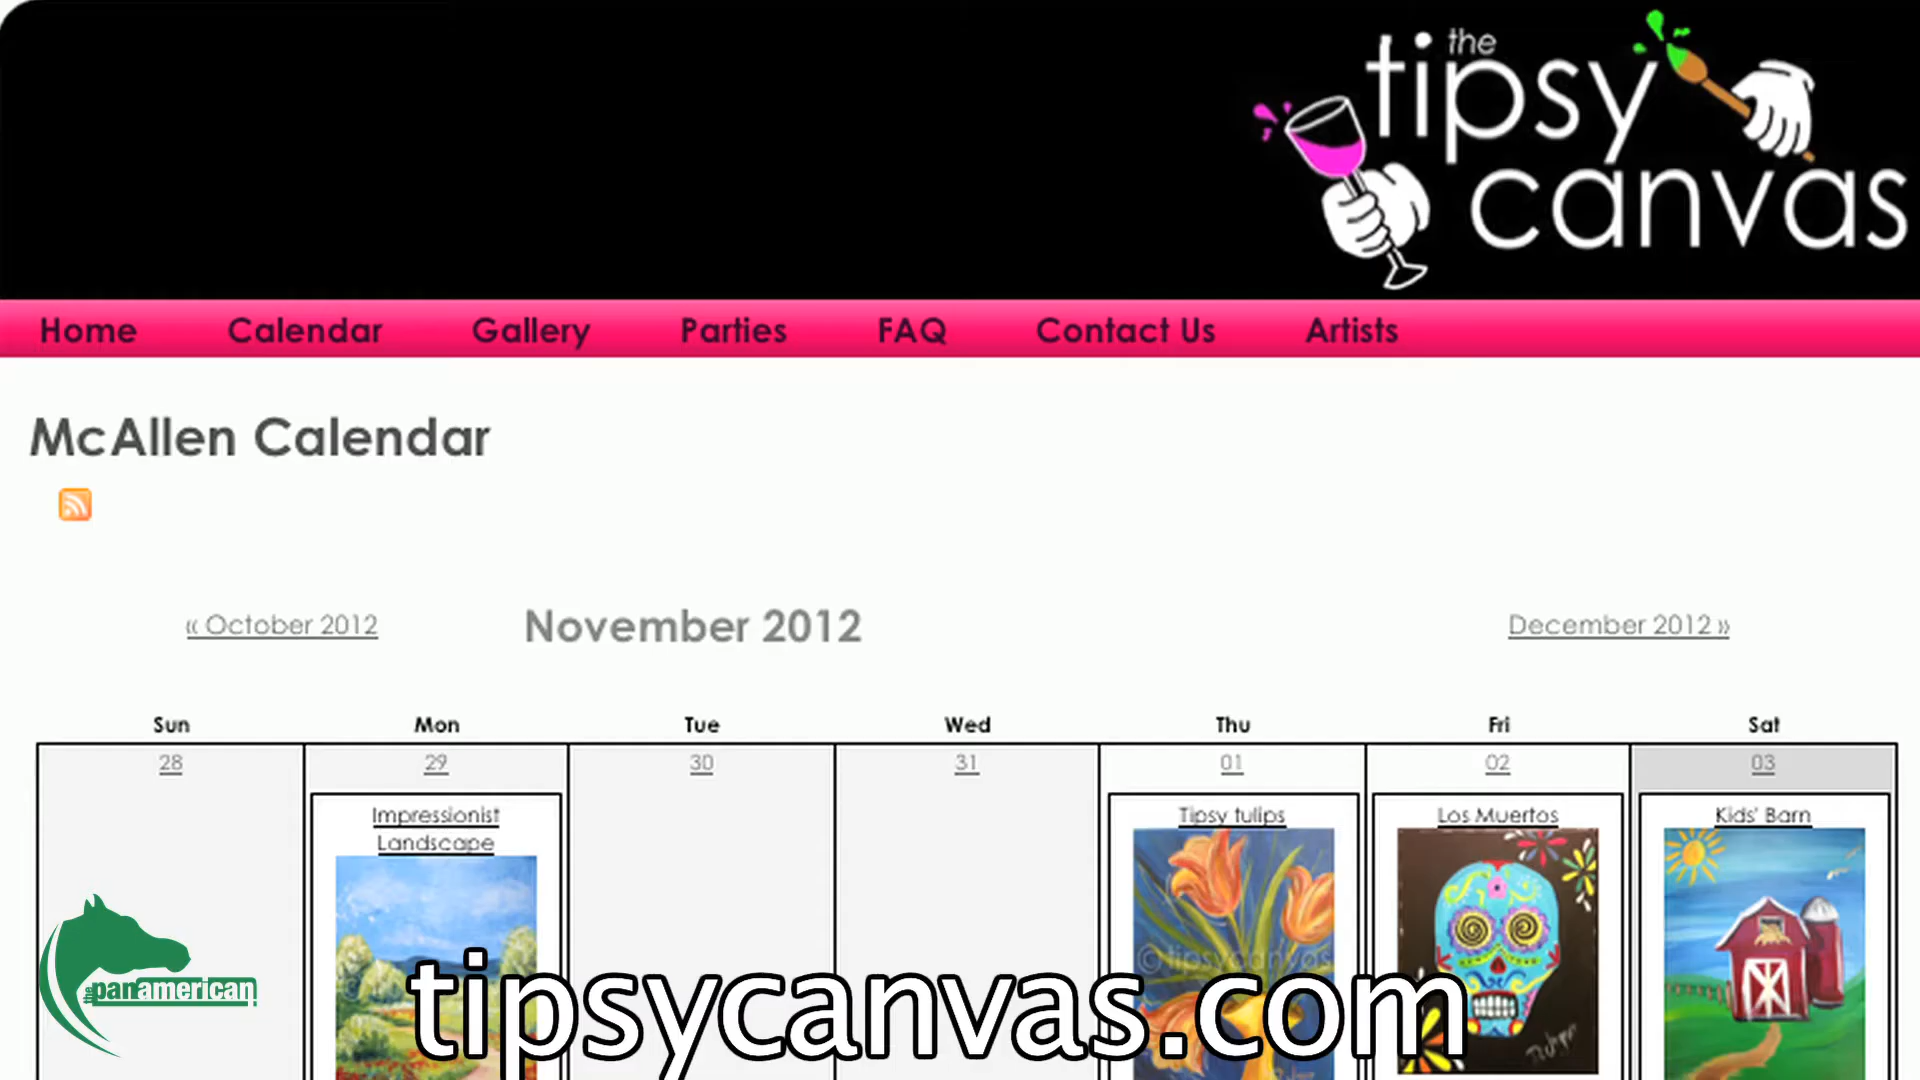 the
tipsy
canvas
Home Calendar Gallery Parties FAQ Contact Us Artists
McAllen Calendar
« October 2012 November 2012 December 2012 »
Sun Mon Tue Wed Thu Fri Sat
28 29 30 31 01 02 03
Impressionist
Landscape
Tipsy tulips
Los Muertos
Kids' Barn
©tipsycanvas
the panamerican
tipsycanvas.com